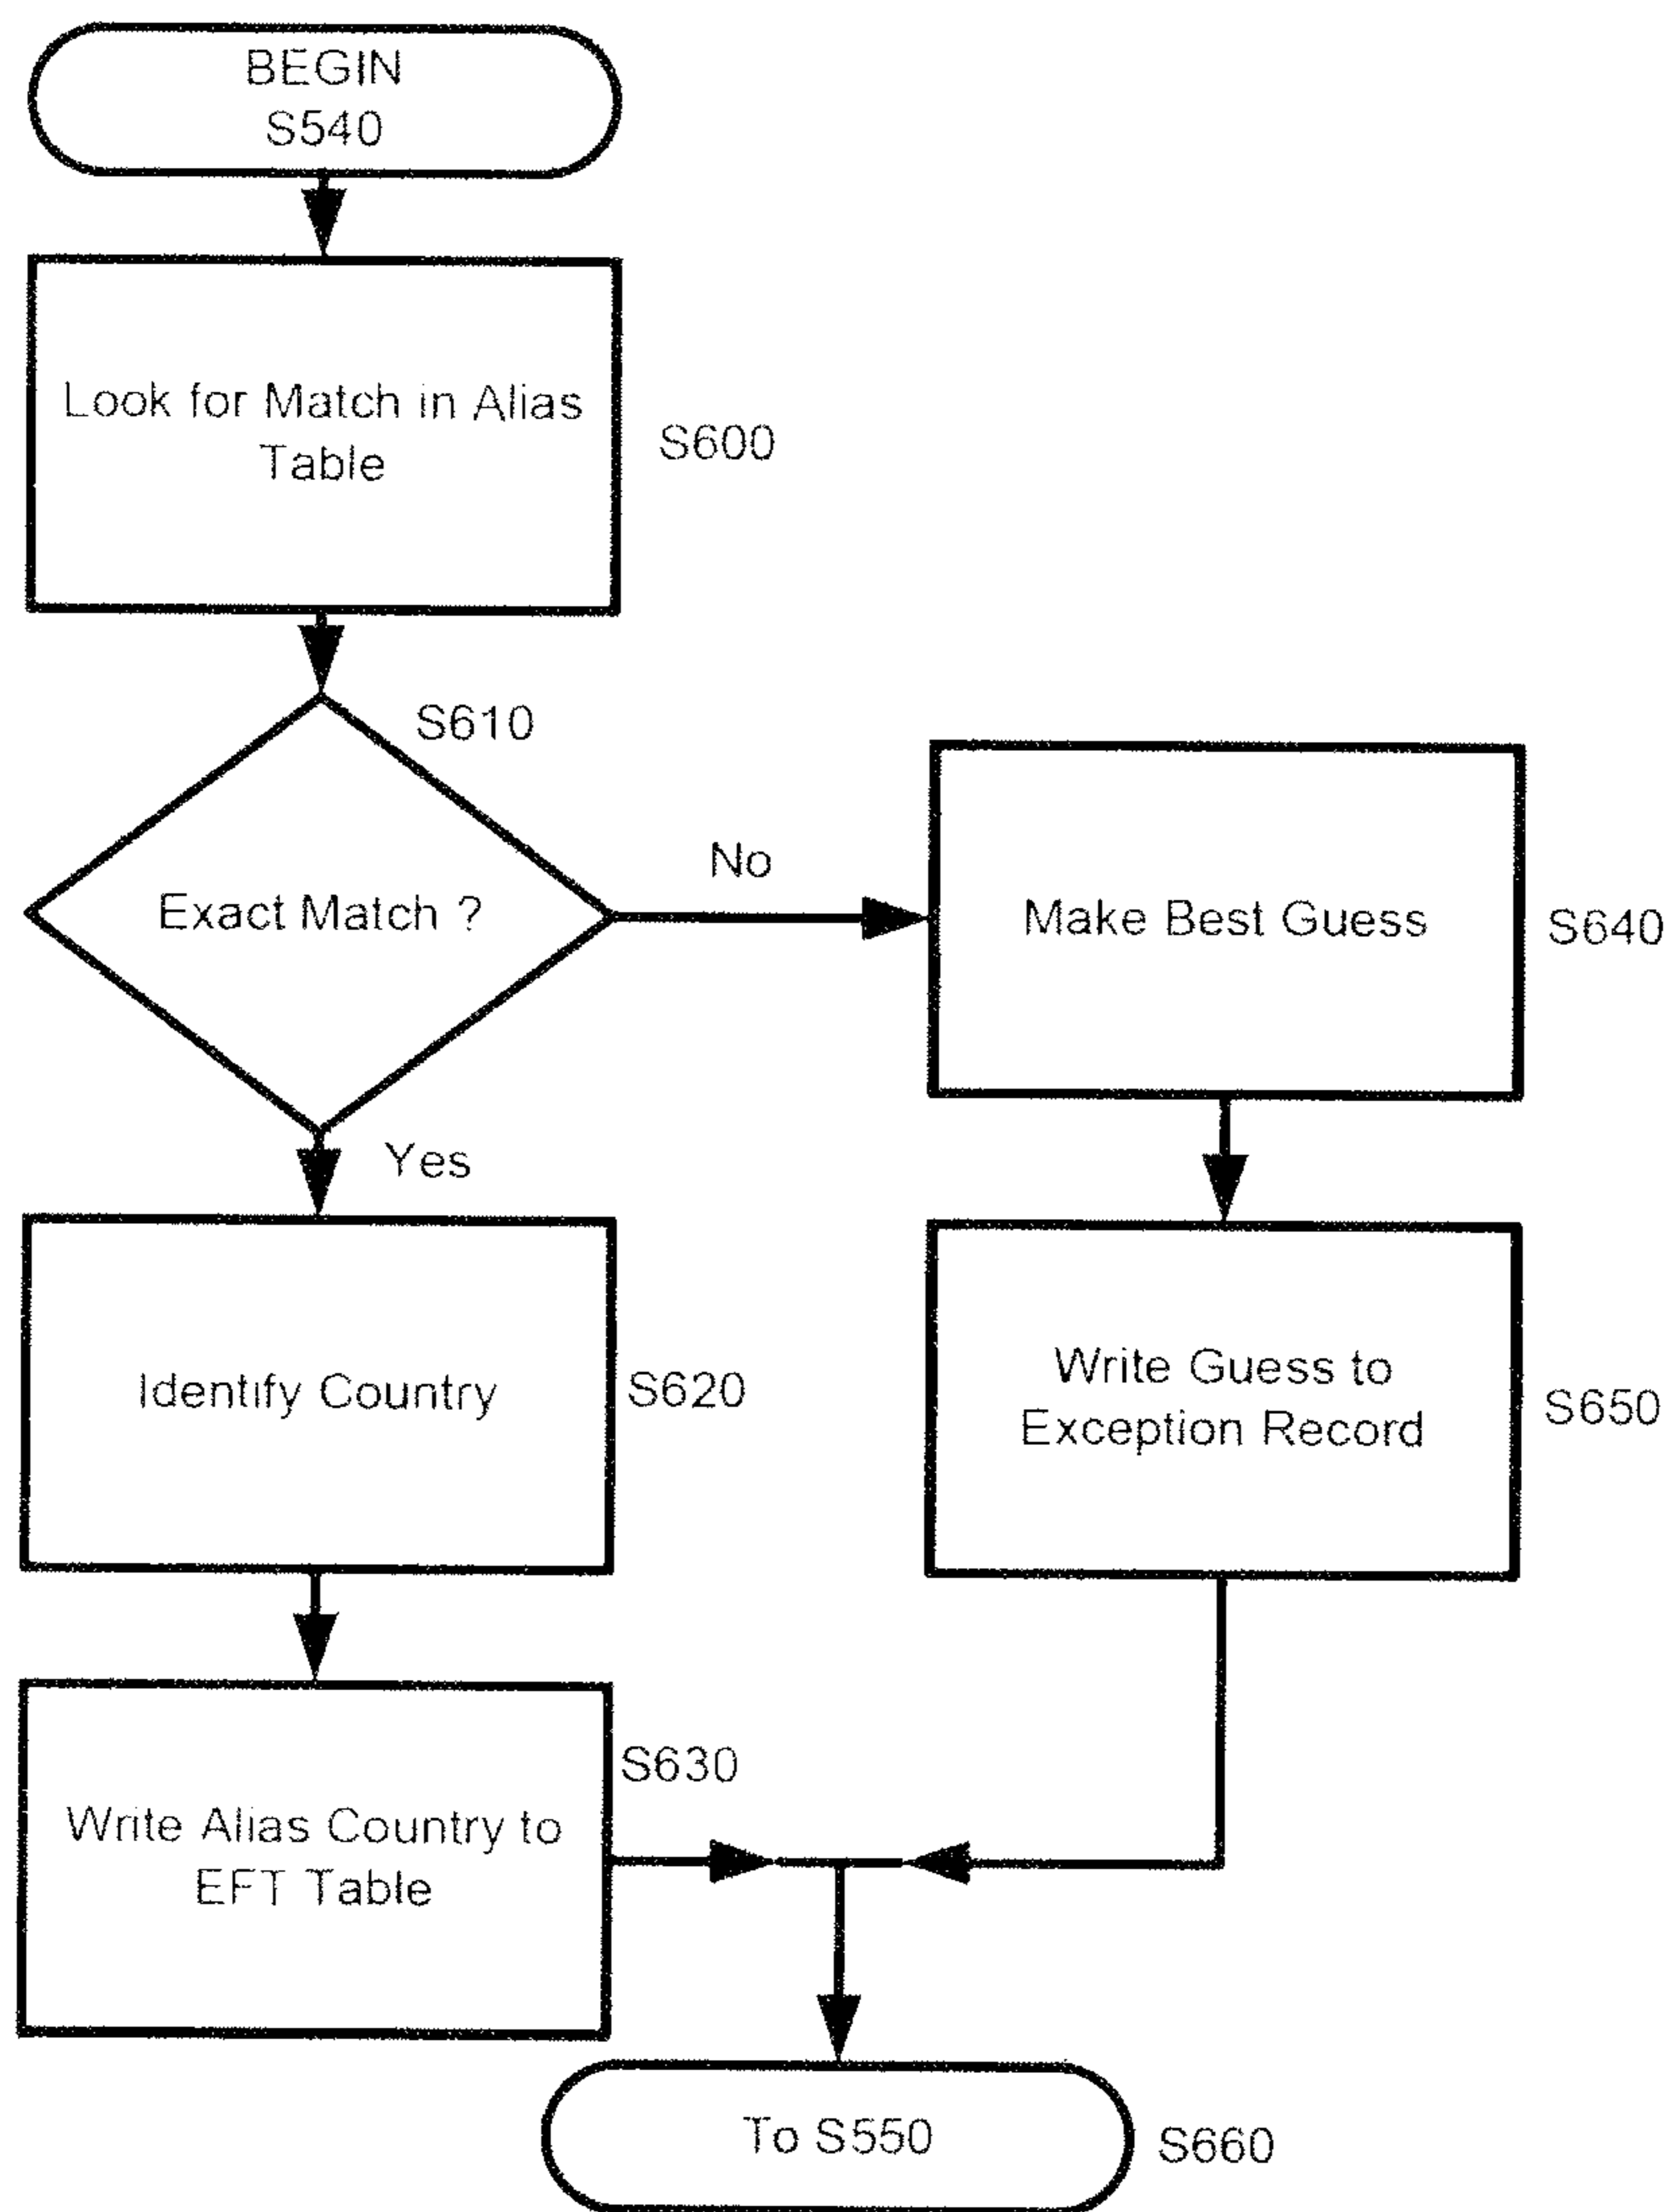 BEGIN
S540
Look for Match in Alias
Table
S600
S610
Exact Match ?
No
Make Best Guess
S640
Yes
Identify Country
S620
Write Guess to
Exception Record
S650
S630
Write Alias Country to
EFT Table
To S550
S660